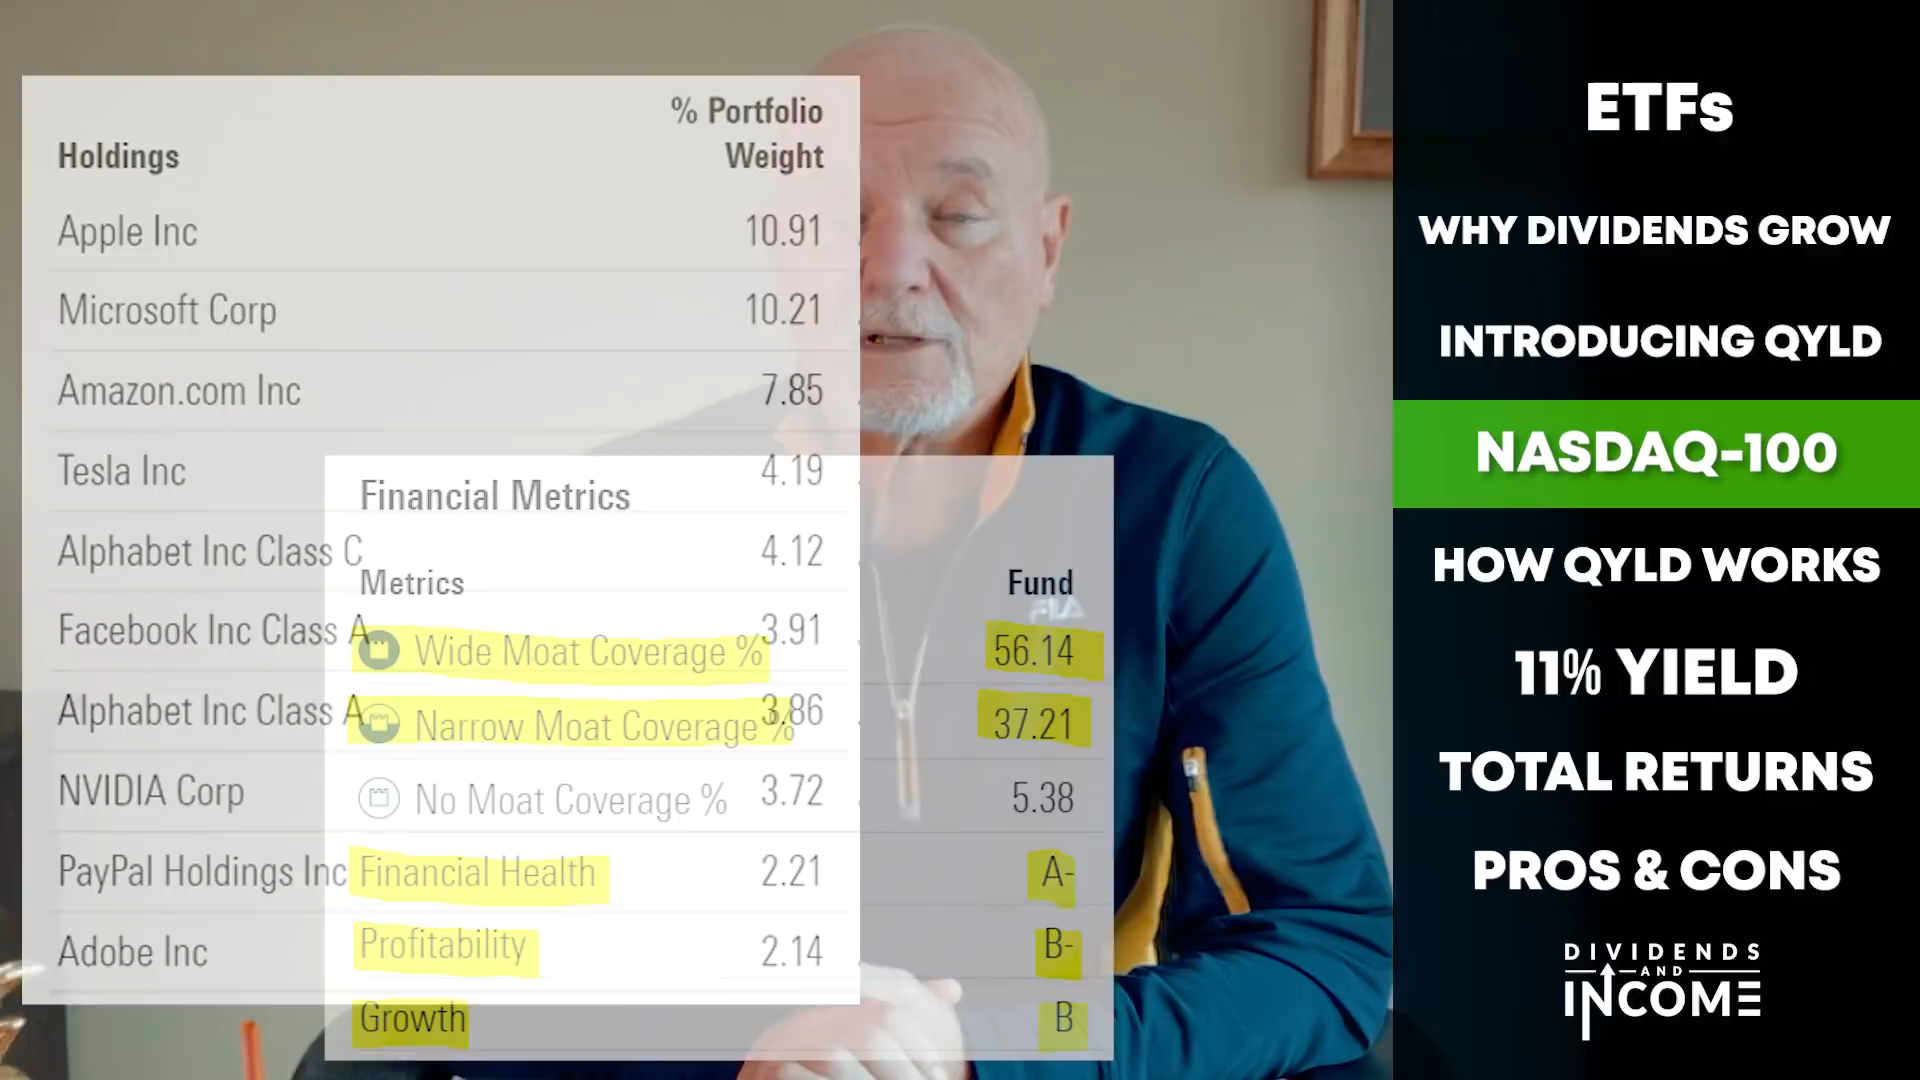 % Portfolio
Holdings Weight
Apple Inc 10.91
Microsoft Corp 10.21
Amazon.com Inc 7.85
Tesla Inc 4.19
Alphabet Inc Class C 4.12
Facebook Inc Class A 3.91
Alphabet Inc Class A 3.86
NVIDIA Corp 3.72
PayPal Holdings Inc 2.21
Adobe Inc 2.14
Financial Metrics
Metrics Fund
Wide Moat Coverage % 56.14
Narrow Moat Coverage % 37.21
No Moat Coverage % 5.38
Financial Health A-
Profitability B-
Growth B
FILA
ETFs
WHY DIVIDENDS GROW
INTRODUCING QYLD
NASDAQ-100
HOW QYLD WORKS
11% YIELD
TOTAL RETURNS
PROS & CONS
DIVIDENDS
AND
INCOME